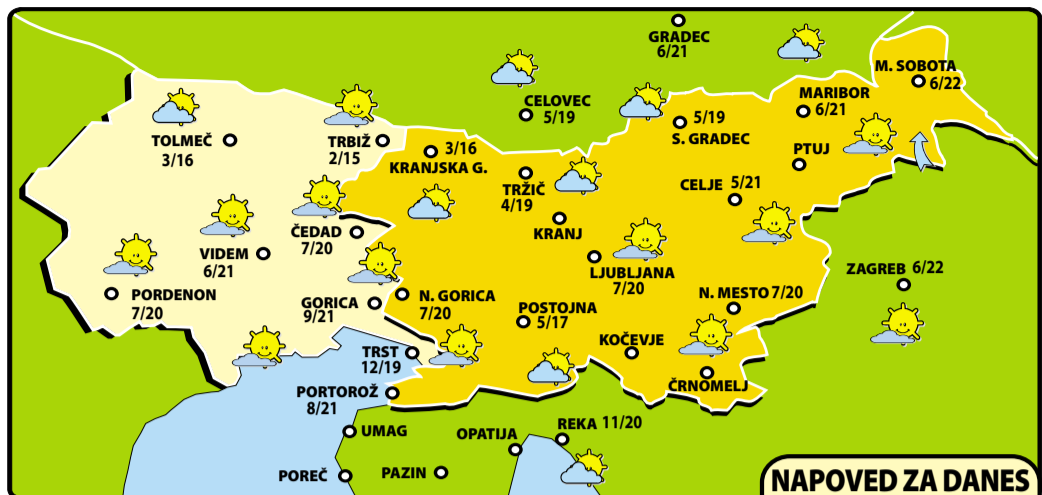 GRADEC
6/21
M. SOBOTA
6/22
MARIBOR
6/21
CELOVEC
5/19
5/19
S. GRADEC
TOLMEČ
3/16
TRBIŽ
2/15
3/16
KRANJSKA G.
PTUJ
TRŽIČ
4/19
CELJE 5/21
KRANJ
ČEDAD
7/20
VIDEM
6/21
LJUBLJANA
7/20
ZAGREB 6/22
PORDENON
7/20
GORICA
9/21
N. GORICA
7/20
N. MESTO 7/20
POSTOJNA
5/17
KOČEVJE
TRST
12/19
ČRNOMELJ
PORTOROŽ
8/21
REKA 11/20
UMAG
OPATIJA
POREČ
PAZIN
NAPOVED ZA DANES